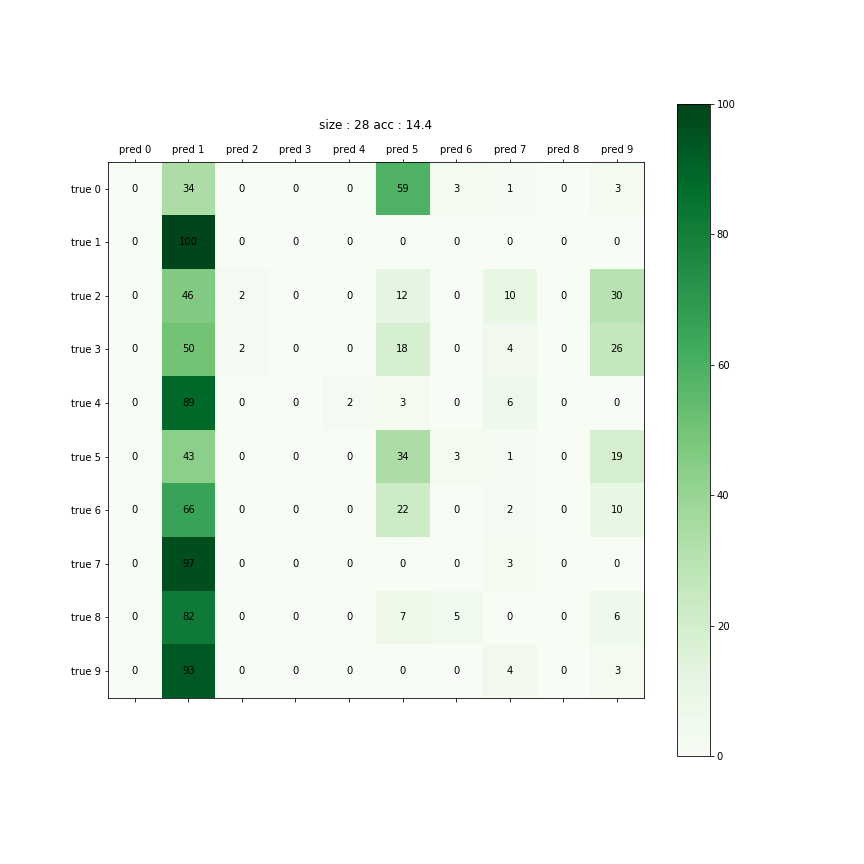 size : 28 acc : 14.4
pred 0 pred 1 pred 2 pred 3 pred 4 pred 5 pred 6 pred 7 pred 8 pred 9
true 0 0 34 0 0 0 59 3 1 0 3
true 1 0 100 0 0 0 0 0 0 0 0
true 2 0 46 2 0 0 12 0 10 0 30
true 3 0 50 2 0 0 18 0 4 0 26
true 4 0 89 0 0 2 3 0 6 0 0
true 5 0 43 0 0 0 34 3 1 0 19
true 6 0 66 0 0 0 22 0 2 0 10
true 7 0 97 0 0 0 0 0 3 0 0
true 8 0 82 0 0 0 7 5 0 0 6
true 9 0 93 0 0 0 0 0 4 0 3
100
80
60
40
20
0